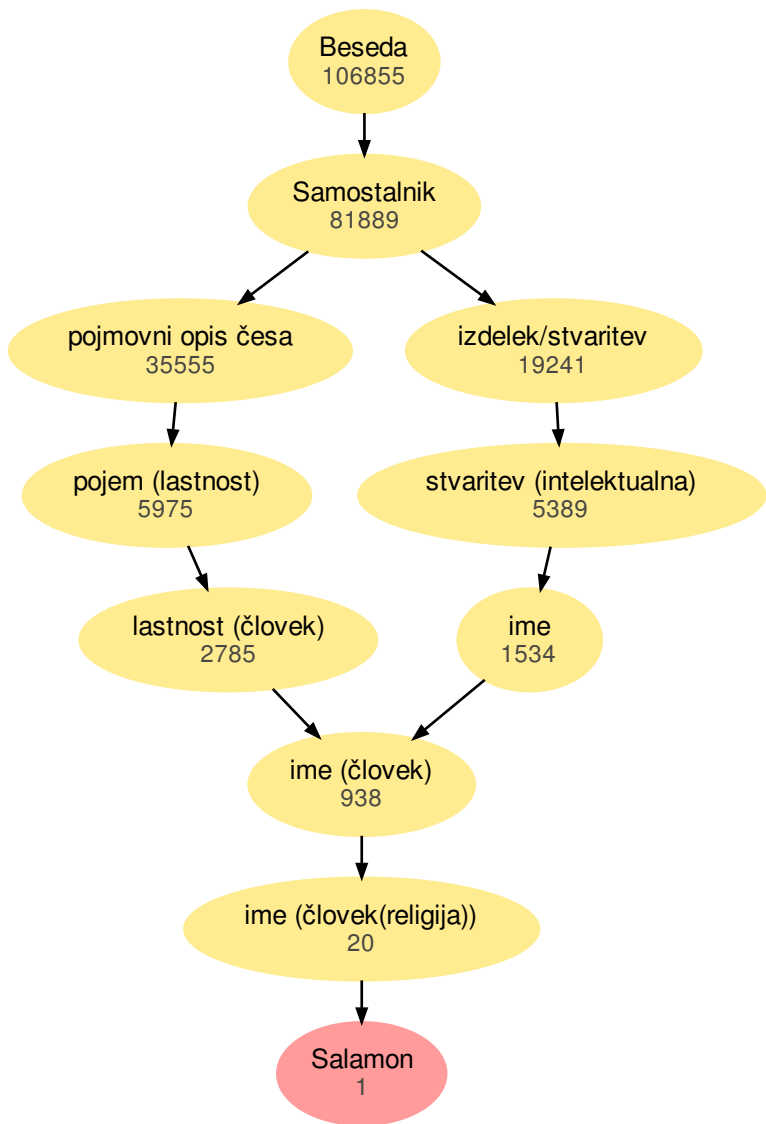 Beseda
106855
Samostalnik
81889
pojmovni opis česa
35555
izdelek/stvaritev
19241
pojem (lastnost)
5975
stvaritev (intelektualna)
5389
lastnost (človek)
2785
ime
1534
ime (človek)
938
ime (človek(religija))
20
Salamon
1